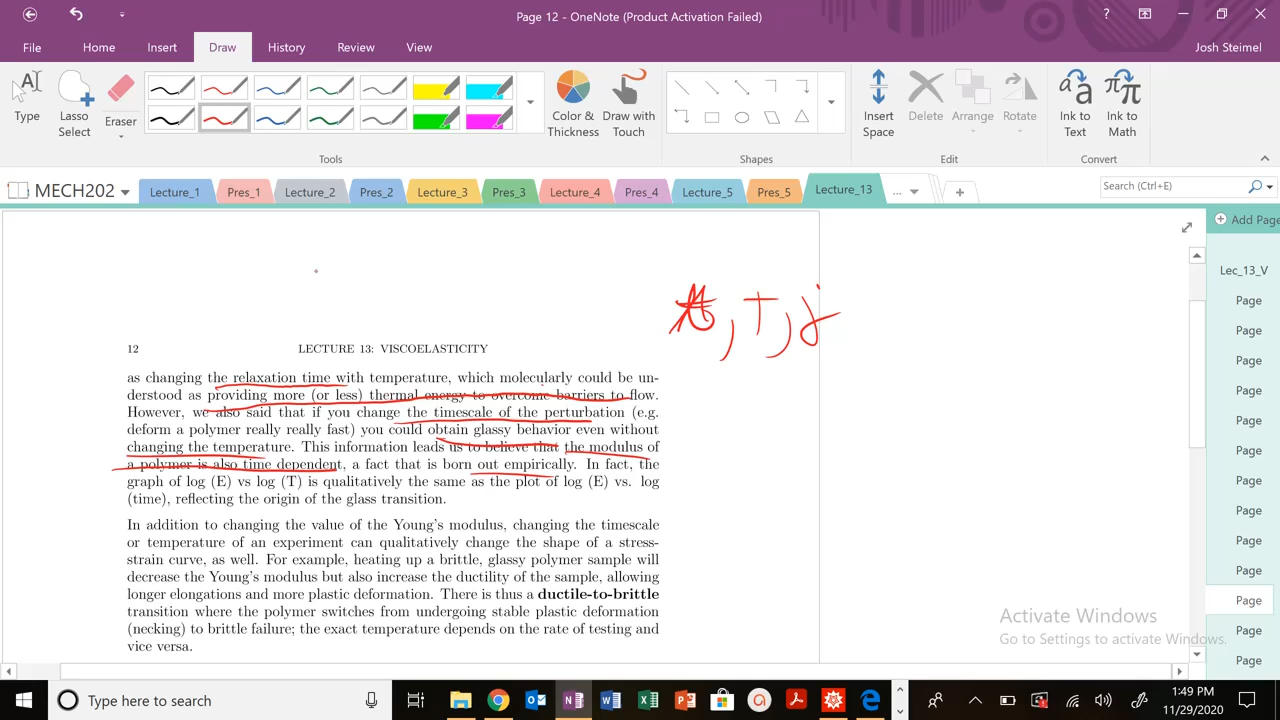 Page 12 - OneNote (Product Activation Failed)
?
File Home Insert Draw History Review View Josh Steimel
Type
Lasso Select
Eraser
Color & Thickness
Draw with Touch
Insert Space
Delete
Arrange
Rotate
Ink to Text
Ink to Math
Tools Shapes Edit Convert
MECH202 Lecture_1 Pres_1 Lecture_2 Pres_2 Lecture_3 Pres_3 Lecture_4 Pres_4 Lecture_5 Pres_5 Lecture_13 ... Search (Ctrl+E)
Add Page
Lec_13_V
Page
Page
Page
Page
Page
Page
Page
Page
Page
Page
Page
Page
Page
12 LECTURE 13: VISCOELASTICITY
as changing the relaxation time with temperature, which molecularly could be un-
derstood as providing more (or less) thermal energy to overcome barriers to flow.
However, we also said that if you change the timescale of the perturbation (e.g.
deform a polymer really really fast) you could obtain glassy behavior even without
changing the temperature. This information leads us to believe that the modulus of
a polymer is also time dependent, a fact that is born out empirically. In fact, the
graph of log (E) vs log (T) is qualitatively the same as the plot of log (E) vs. log
(time), reflecting the origin of the glass transition.
In addition to changing the value of the Young's modulus, changing the timescale
or temperature of an experiment can qualitatively change the shape of a stress-
strain curve, as well. For example, heating up a brittle, glassy polymer sample will
decrease the Young's modulus but also increase the ductility of the sample, allowing
longer elongations and more plastic deformation. There is thus a ductile-to-brittle
transition where the polymer switches from undergoing stable plastic deformation
(necking) to brittle failure; the exact temperature depends on the rate of testing and
vice versa.
Activate Windows
Go to Settings to activate Windows.
Type here to search
1:49 PM
11/29/2020